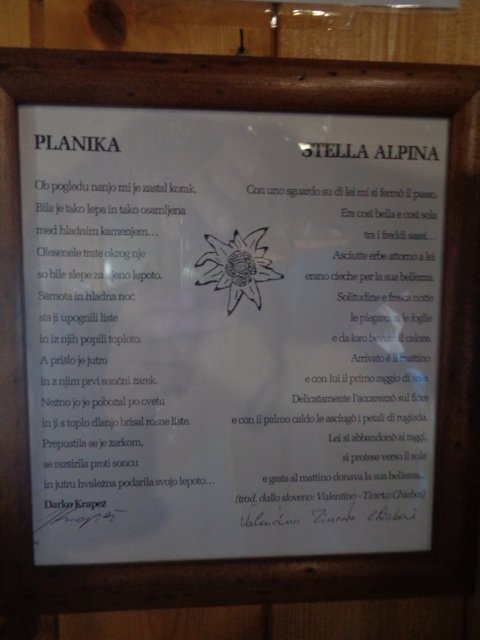 PLANIKA
Ob pogledu nanjo mi je zastal korak.
Bila je tako lepa in tako osamljena
med hladnim kamenjem...
Olesenele trate okrog nje
so bile slepe za njeno lepoto.
Samota in hladna noč
sta ji upognili liste
in iz njih popili toploto.
A prišlo je jutro
in z njim prvi sončni žarek.
Nežno jo je pobožal po cvetu
in ji s toplo dlanjo brisal rosne liste.
Prepustila se je žarkom,
se razširila proti soncu
in jutru hvaležna podarila svojo lepoto...
Darko Krapež
STELLA ALPINA
Con uno sguardo su di lei mi si fermò il passo.
Era così bella e così sola
tra i freddi sassi...
Asciutte erbe attorno a lei
erano cieche per la sua bellezza.
Solitudine e fresca notte
le piegarono le foglie
e da loro bevute il calore.
Arrivato è il mattino
e con lui il primo raggio di sole.
Delicatamente l'accarezzò sul fiore
e con il palmo caldo le asciugò i petali di rugiada.
Lei si abbandonò ai raggi,
si protese verso il sole
e grata al mattino donava la sua bellezza...
(trad. dallo sloveno: Valentino - Tineto Chiabai)
Valentino Tineto Chiabai